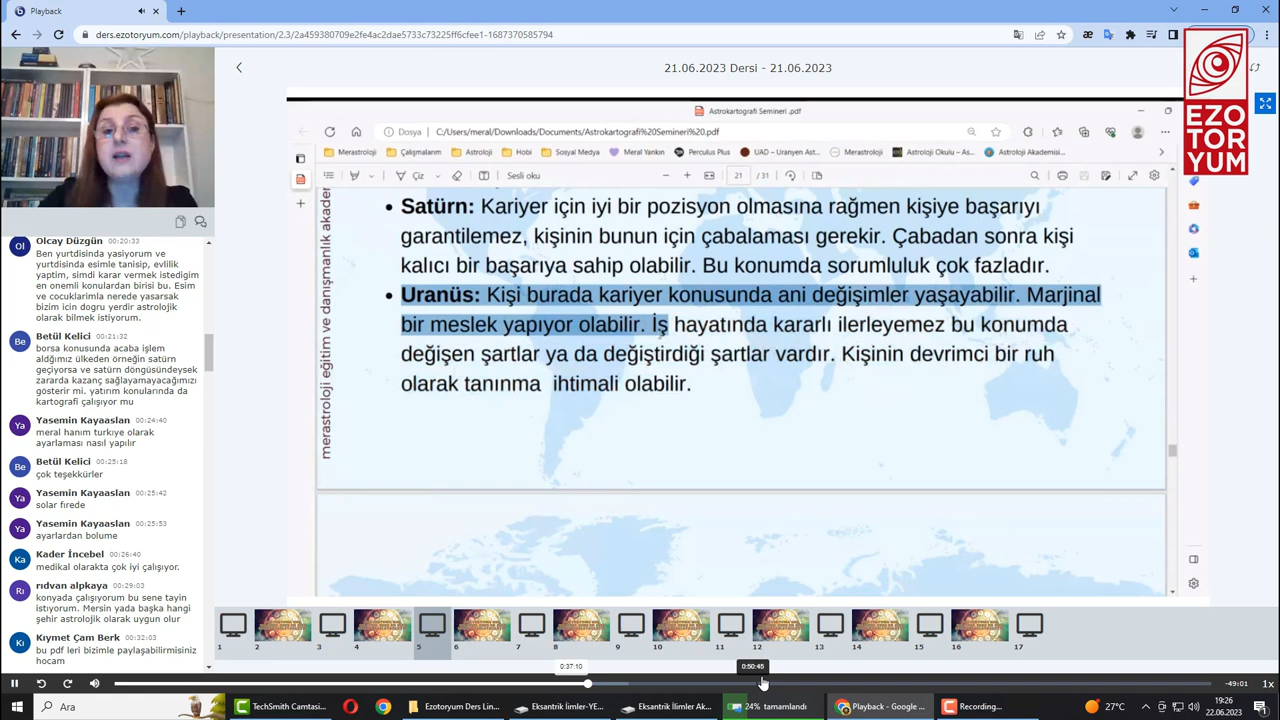 Playback
ders.ezotoryum.com/playback/presentation/2.3/2a459380709e2fe4ac2dae5733c73225ff6cfee1-1687370585794
21.06.2023 Dersi - 21.06.2023
EZO
TOR
YUM
Astrokartografi Semineri .pdf
Dosya
C:/Users/meral/Downloads/Documents/Astrokartografi%20Semineri%20.pdf
Merastroloji
Çalışmalarım
Astroloji
Hobi
Sosyal Medya
Meral Yankın
Perculus Plus
UAD – Uranyen Ast...
Merastroloji
Astroloji Okulu – As...
Astroloji Akademisi...
Çiz
Sesli oku
21 / 31
merastroloji eğitim ve danışmanlık akader
• Satürn: Kariyer için iyi bir pozisyon olmasına rağmen kişiye başarıyı
garantilemez, kişinin bunun için çabalaması gerekir. Çabadan sonra kişi
kalıcı bir başarıya sahip olabilir. Bu konumda sorumluluk çok fazladır.
• Uranüs: Kişi burada kariyer konusunda ani değişimler yaşayabilir. Marjinal
bir meslek yapıyor olabilir. İş hayatında kararlı ilerleyemez bu konumda
değişen şartlar ya da değiştirdiği şartlar vardır. Kişinin devrimci bir ruh
olarak tanınma ihtimali olabilir.
Ol
Olcay Düzgün 00:20:33
Ben yurtdisinda yasiyorum ve
yurtdisinda esimle tanisip, evlilik
yaptim, simdi karar vermek istedigim
en onemli konulardan birisi bu. Esim
ve cocuklarimla nerede yasarsak
bizim icin dogru yerdir astrolojik
olarak bilmek istiyorum.
Be
Betül Kelici 00:21:32
borsa konusunda acaba işlem
aldğımız ülkeden örneğin satürn
geçiyorsa ve satürn döngüsündeysek
zararda kazanç sağlayamayacağımızı
gösterir mi. yatırım konularında da
kartografi çalışıyor mu
Ya
Yasemin Kayaaslan 00:24:40
meral hanım turkıye olarak
ayarlaması nasıl yapılır
Be
Betül Kelici 00:25:18
çok teşekkürler
Ya
Yasemin Kayaaslan 00:25:42
solar fırede
Ya
Yasemin Kayaaslan 00:25:53
ayarlardan bolume
Ka
Kader İncebel 00:26:40
medikal olarakta çok iyi çalışıyor.
Rı
rıdvan alpkaya 00:29:03
konyada çalışıyorum bu sene tayin
istıyorum. Mersin yada başka hangi
şehir astrolojik olarak uygun olur
Kı
Kıymet Çam Berk 00:32:03
bu pdf leri bizimle paylaşabilirmisiniz
hocam
1 2 3 4 5 6 7 8 9 10 11 12 13 14 15 16 17
0:37:10
0:50:45
-49:01
1x
Ara
TechSmith Camtasi...
Ezotoryum Ders Lin...
Eksantrik İlimler-YE...
Eksantrik İlimler Ak...
24% tamamlandı
Playback - Google ...
Recording...
27°C
19:26
22.06.2023